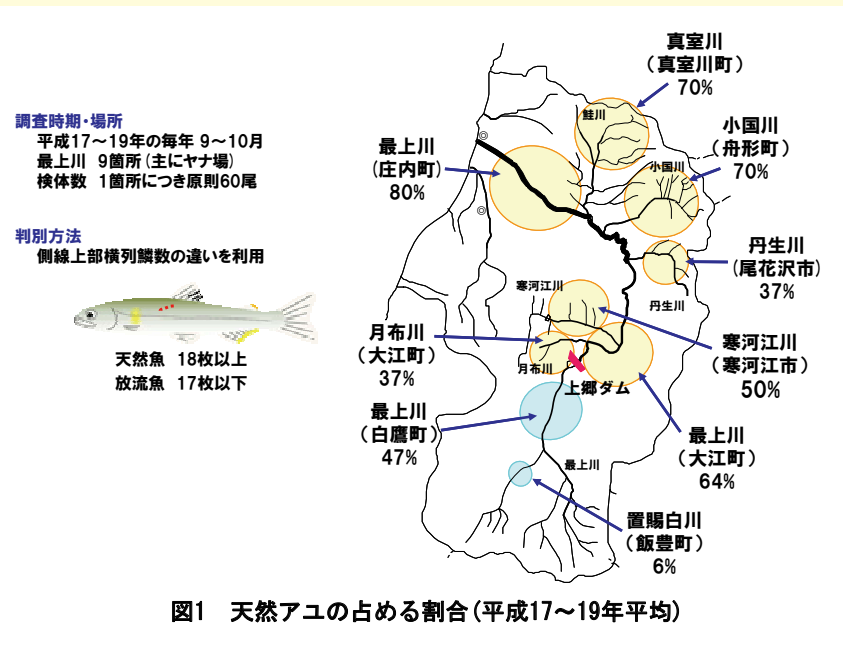 調査時期・場所
平成17～19年の毎年 9～10月
最上川 9箇所(主にヤナ場)
検体数 1箇所につき原則60尾
判別方法
側線上部横列鱗数の違いを利用
天然魚 18枚以上
放流魚 17枚以下
真室川
(真室川町)
70%
鮭川
小国川
(舟形町)
70%
小国川
最上川
(庄内町)
80%
丹生川
(尾花沢市)
37%
丹生川
寒河江川
寒河江川
(寒河江市)
50%
月布川
(大江町)
37%
月布川
上郷ダム
最上川
(白鷹町)
47%
最上川
(大江町)
64%
最上川
置賜白川
(飯豊町)
6%
図1 天然アユの占める割合(平成17～19年平均)